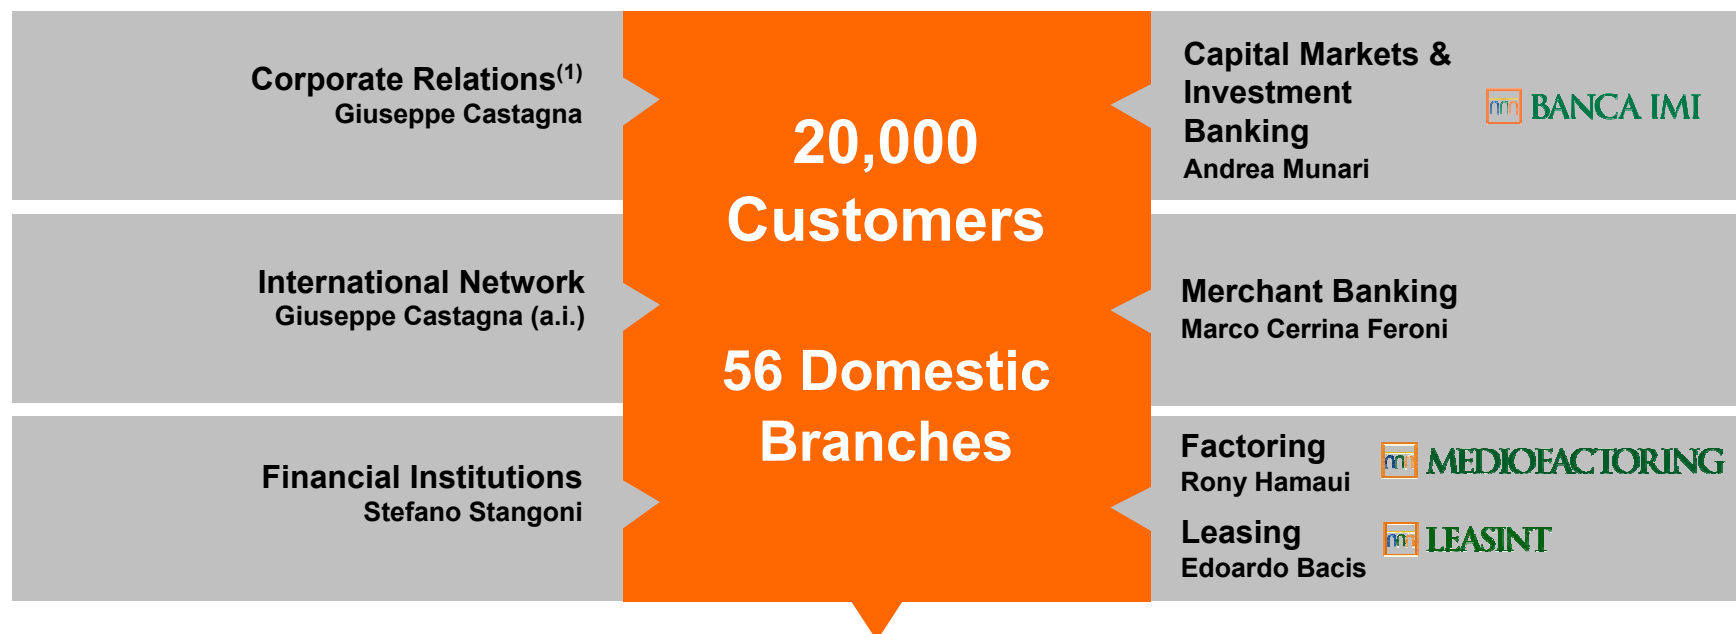 Corporate Relations(1)
Giuseppe Castagna
International Network
Giuseppe Castagna (a.i.)
Financial Institutions
Stefano Stangoni
20,000
Customers
56 Domestic
Branches
Capital Markets &
Investment
Banking
Andrea Munari
BANCA IMI
Merchant Banking
Marco Cerrina Feroni
Factoring
Rony Hamaui
MEDIOFACTORING
Leasing
Edoardo Bacis
LEASINT